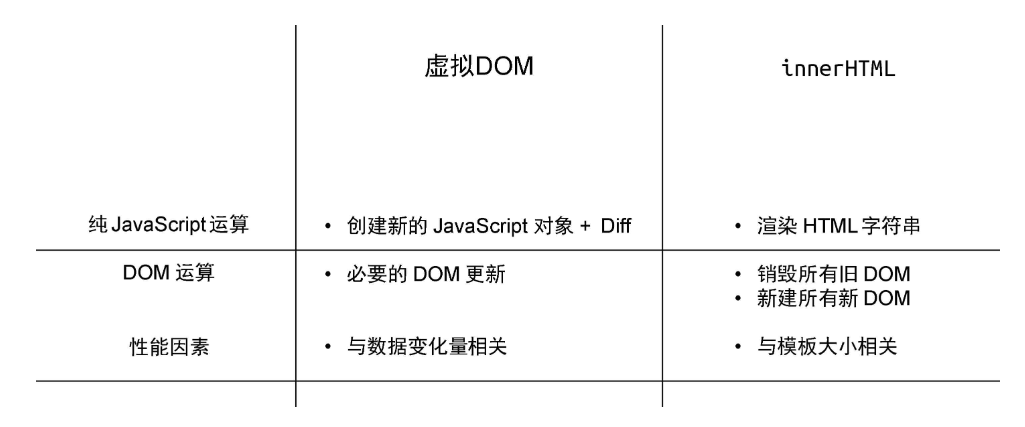 虚拟DOM innerHTML
纯 JavaScript 运算 • 创建新的 JavaScript 对象 + Diff • 渲染 HTML 字符串
DOM 运算 • 必要的 DOM 更新 • 销毁所有旧 DOM
• 新建所有新 DOM
性能因素 • 与数据变化量相关 • 与模板大小相关